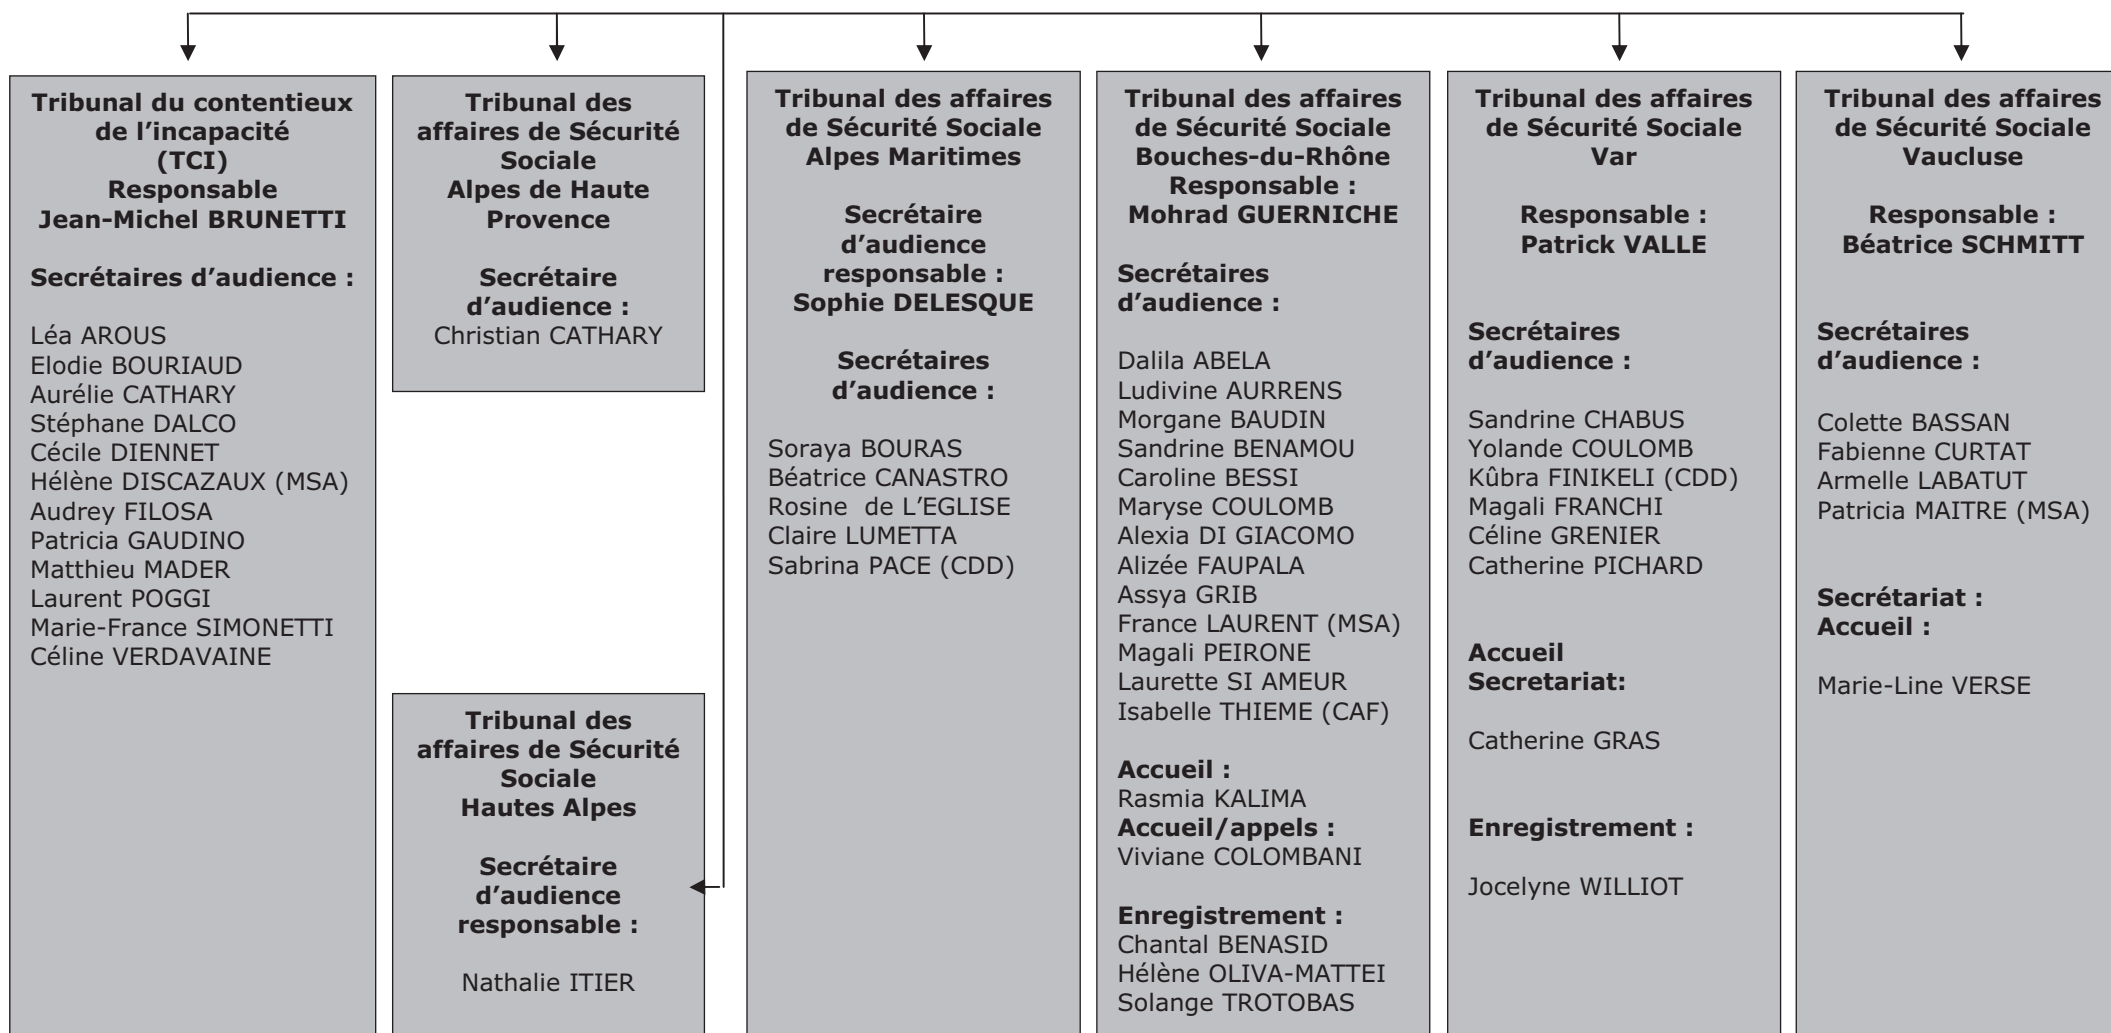 Tribunal du contentieux
de l’incapacité
(TCI)
Responsable
Jean-Michel BRUNETTI
Secrétaires d’audience :
Léa AROUS
Elodie BOURIAUD
Aurélie CATHARY
Stéphane DALCO
Cécile DIENNET
Hélène DISCAZAUX (MSA)
Audrey FILOSA
Patricia GAUDINO
Matthieu MADER
Laurent POGGI
Marie-France SIMONETTI
Céline VERDAVAINE
Tribunal des
affaires de Sécurité
Sociale
Alpes de Haute
Provence
Secrétaire
d’audience :
Christian CATHARY
Tribunal des
affaires de Sécurité
Sociale
Hautes Alpes
Secrétaire
d’audience
responsable :
Nathalie ITIER
Tribunal des affaires
de Sécurité Sociale
Alpes Maritimes
Secrétaire
d’audience
responsable :
Sophie DELESQUE
Secrétaires
d’audience :
Soraya BOURAS
Béatrice CANASTRO
Rosine de L’EGLISE
Claire LUMETTA
Sabrina PACE (CDD)
Tribunal des affaires
de Sécurité Sociale
Bouches-du-Rhône
Responsable :
Mohrad GUERNICHE
Secrétaires
d’audience :
Dalila ABELA
Ludivine AURRENS
Morgane BAUDIN
Sandrine BENAMOU
Caroline BESSI
Maryse COULOMB
Alexia DI GIACOMO
Alizée FAUPALA
Assya GRIB
France LAURENT (MSA)
Magali PEIRONE
Laurette SI AMEUR
Isabelle THIEME (CAF)
Accueil :
Rasmia KALIMA
Accueil/appels :
Viviane COLOMBANI
Enregistrement :
Chantal BENASID
Hélène OLIVA-MATTEI
Solange TROTOBAS
Tribunal des affaires
de Sécurité Sociale
Var
Responsable :
Patrick VALLE
Secrétaires
d’audience :
Sandrine CHABUS
Yolande COULOMB
Kûbra FINIKELI (CDD)
Magali FRANCHI
Céline GRENIER
Catherine PICHARD
Accueil
Secretariat:
Catherine GRAS
Enregistrement :
Jocelyne WILLIOT
Tribunal des affaires
de Sécurité Sociale
Vaucluse
Responsable :
Béatrice SCHMITT
Secrétaires
d’audience :
Colette BASSAN
Fabienne CURTAT
Armelle LABATUT
Patricia MAITRE (MSA)
Secrétariat :
Accueil :
Marie-Line VERSE